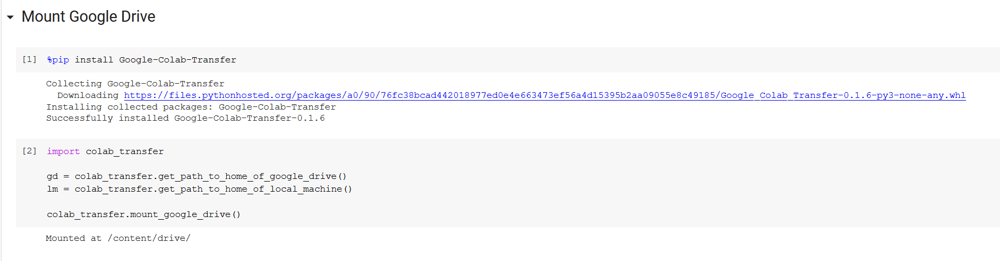 Mount Google Drive
[1] %pip install Google-Colab-Transfer
Collecting Google-Colab-Transfer
Downloading https://files.pythonhosted.org/packages/a0/90/76fc38bcad442018977ed0e4e663473ef56a4d15395b2aa09055e8c49185/Google_Colab_Transfer-0.1.6-py3-none-any.whl
Installing collected packages: Google-Colab-Transfer
Successfully installed Google-Colab-Transfer-0.1.6
[2] import colab_transfer
gd = colab_transfer.get_path_to_home_of_google_drive()
lm = colab_transfer.get_path_to_home_of_local_machine()
colab_transfer.mount_google_drive()
Mounted at /content/drive/